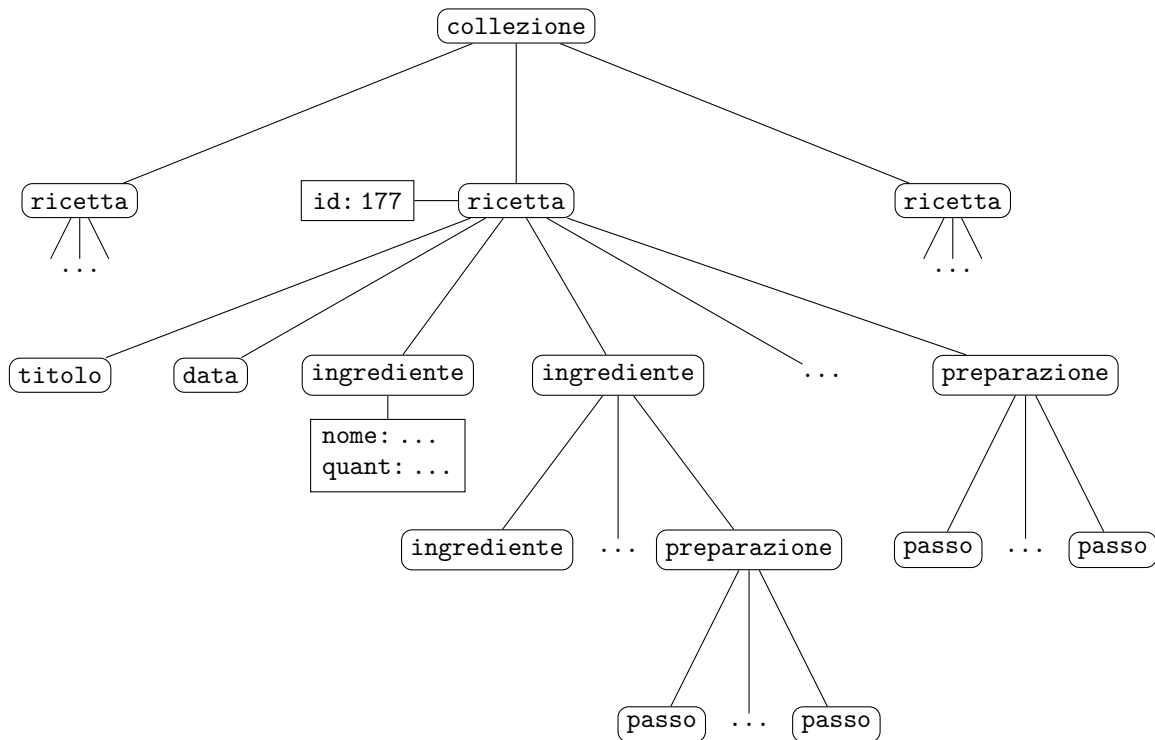 collezione
ricetta
id: 177
ricetta
ricetta
...
...
titolo
data
ingrediente
ingrediente
...
preparazione
nome: ...
quant: ...
ingrediente
...
preparazione
passo
...
passo
passo
...
passo